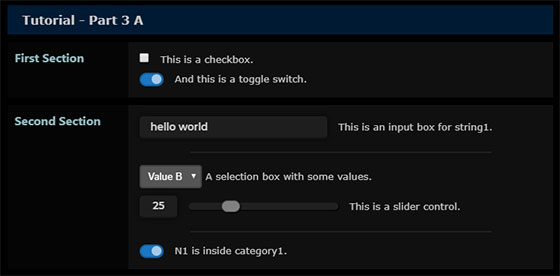 Tutorial - Part 3 A
First Section
This is a checkbox.
And this is a toggle switch.
Second Section
hello world This is an input box for string1.
Value B A selection box with some values.
25 This is a slider control.
N1 is inside category1.